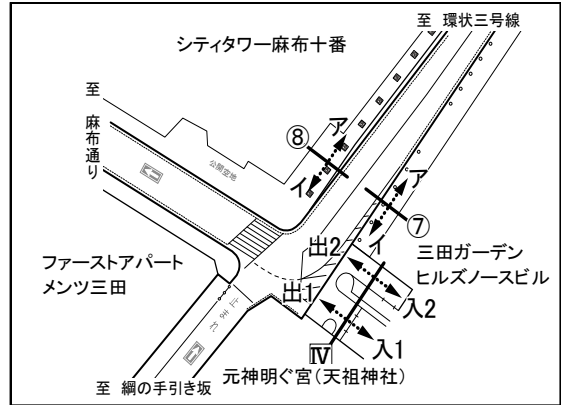 至 環状三号線
シティタワー麻布十番
至 麻布通り
公開空地
⑧
ア
イ
ア
⑦
イ
出2
三田ガーデン
ヒルズノースビル
ファーストアパート
メンツ三田
出1
入2
止まれ
Ⅳ
入1
元神明ぐ宮(天祖神社)
至 綱の手引き坂